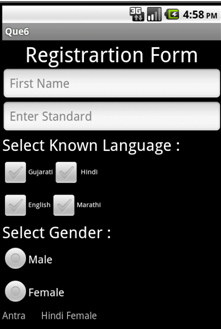 3G 4:58 PM
Que6
Registrartion Form
First Name
Enter Standard
Select Known Language :
Gujarati Hindi
English Marathi
Select Gender :
Male
Female
Antra Hindi Female